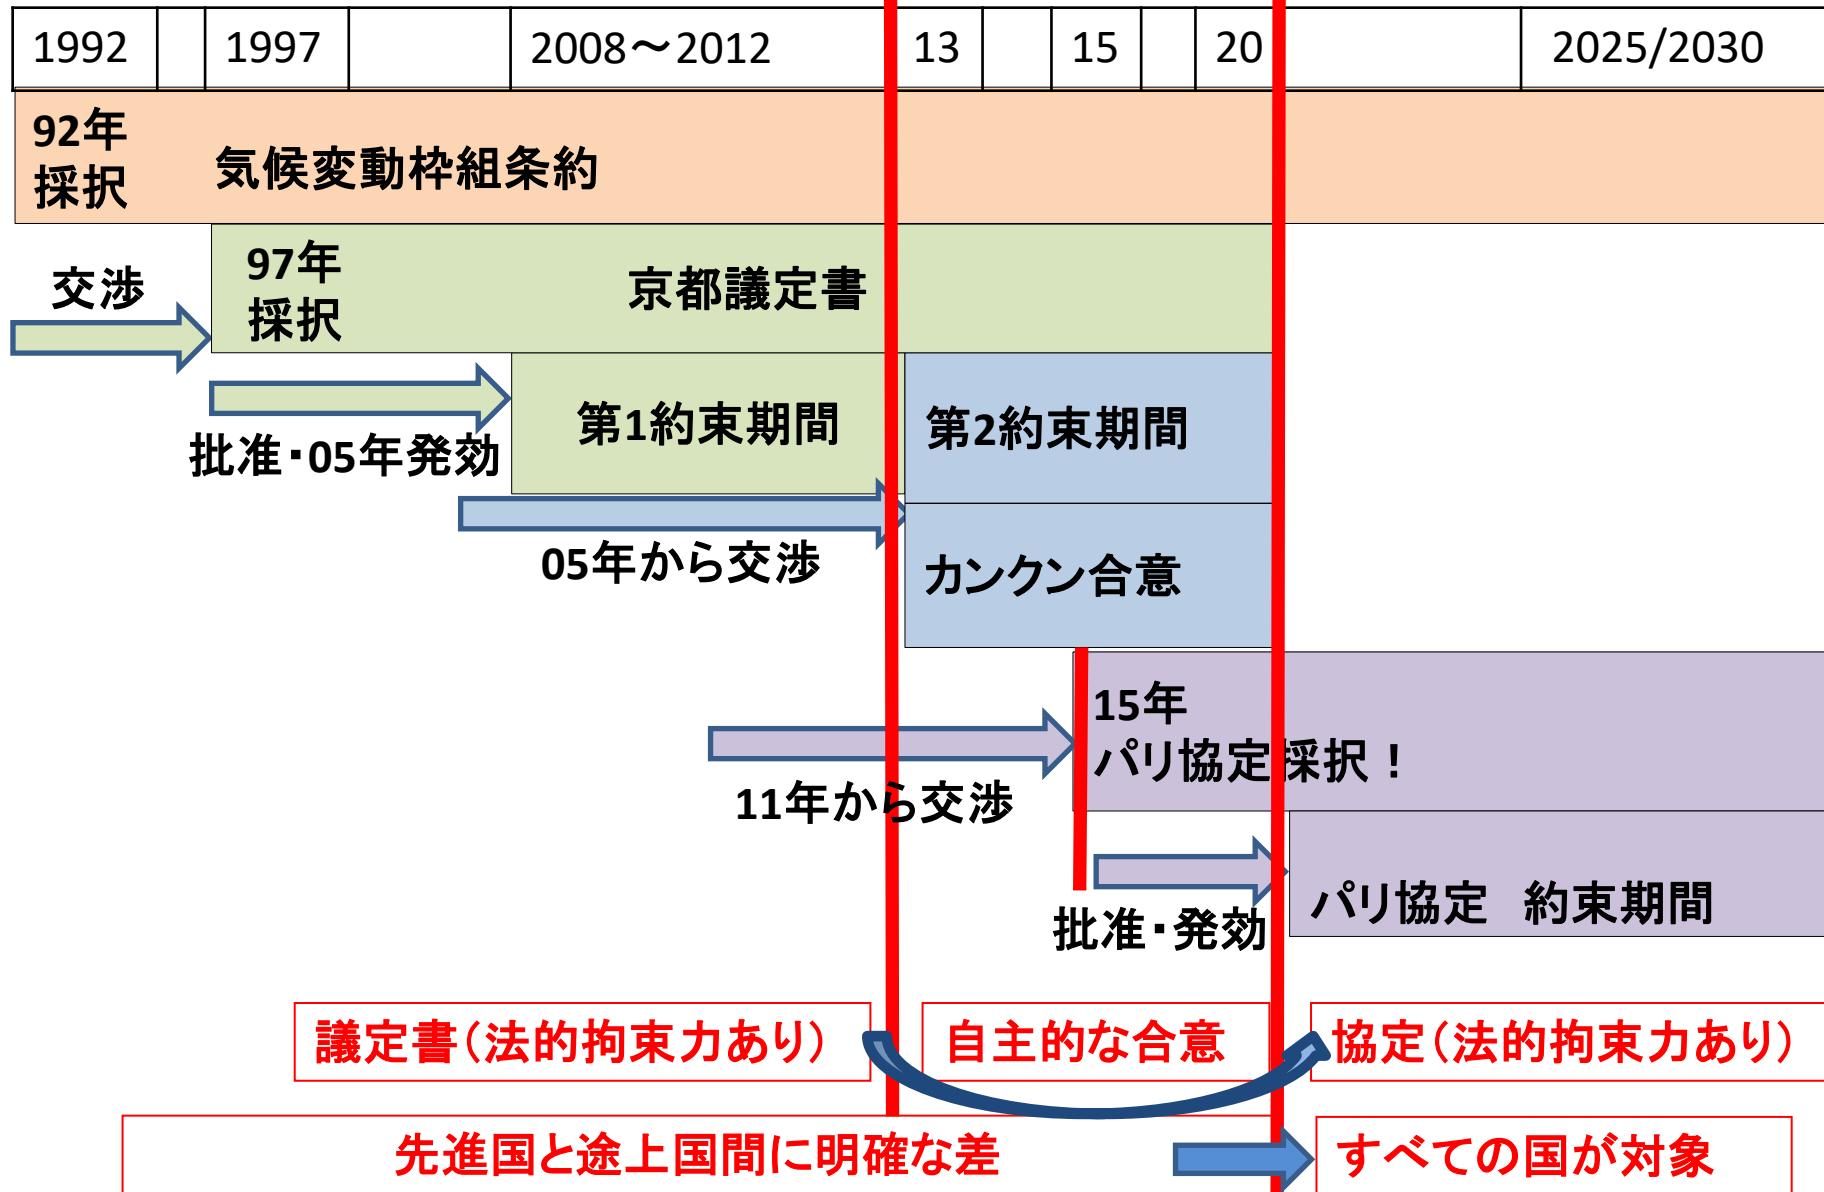 1992 1997 2008～2012 13 15 20 2025/2030
92年
採択
気候変動枠組条約
97年
採択
京都議定書
交渉
批准・05年発効
第1約束期間
第2約束期間
05年から交渉
カンクン合意
15年
パリ協定採択！
11年から交渉
批准・発効
パリ協定　約束期間
議定書（法的拘束力あり）
自主的な合意
協定（法的拘束力あり）
先進国と途上国間に明確な差
すべての国が対象